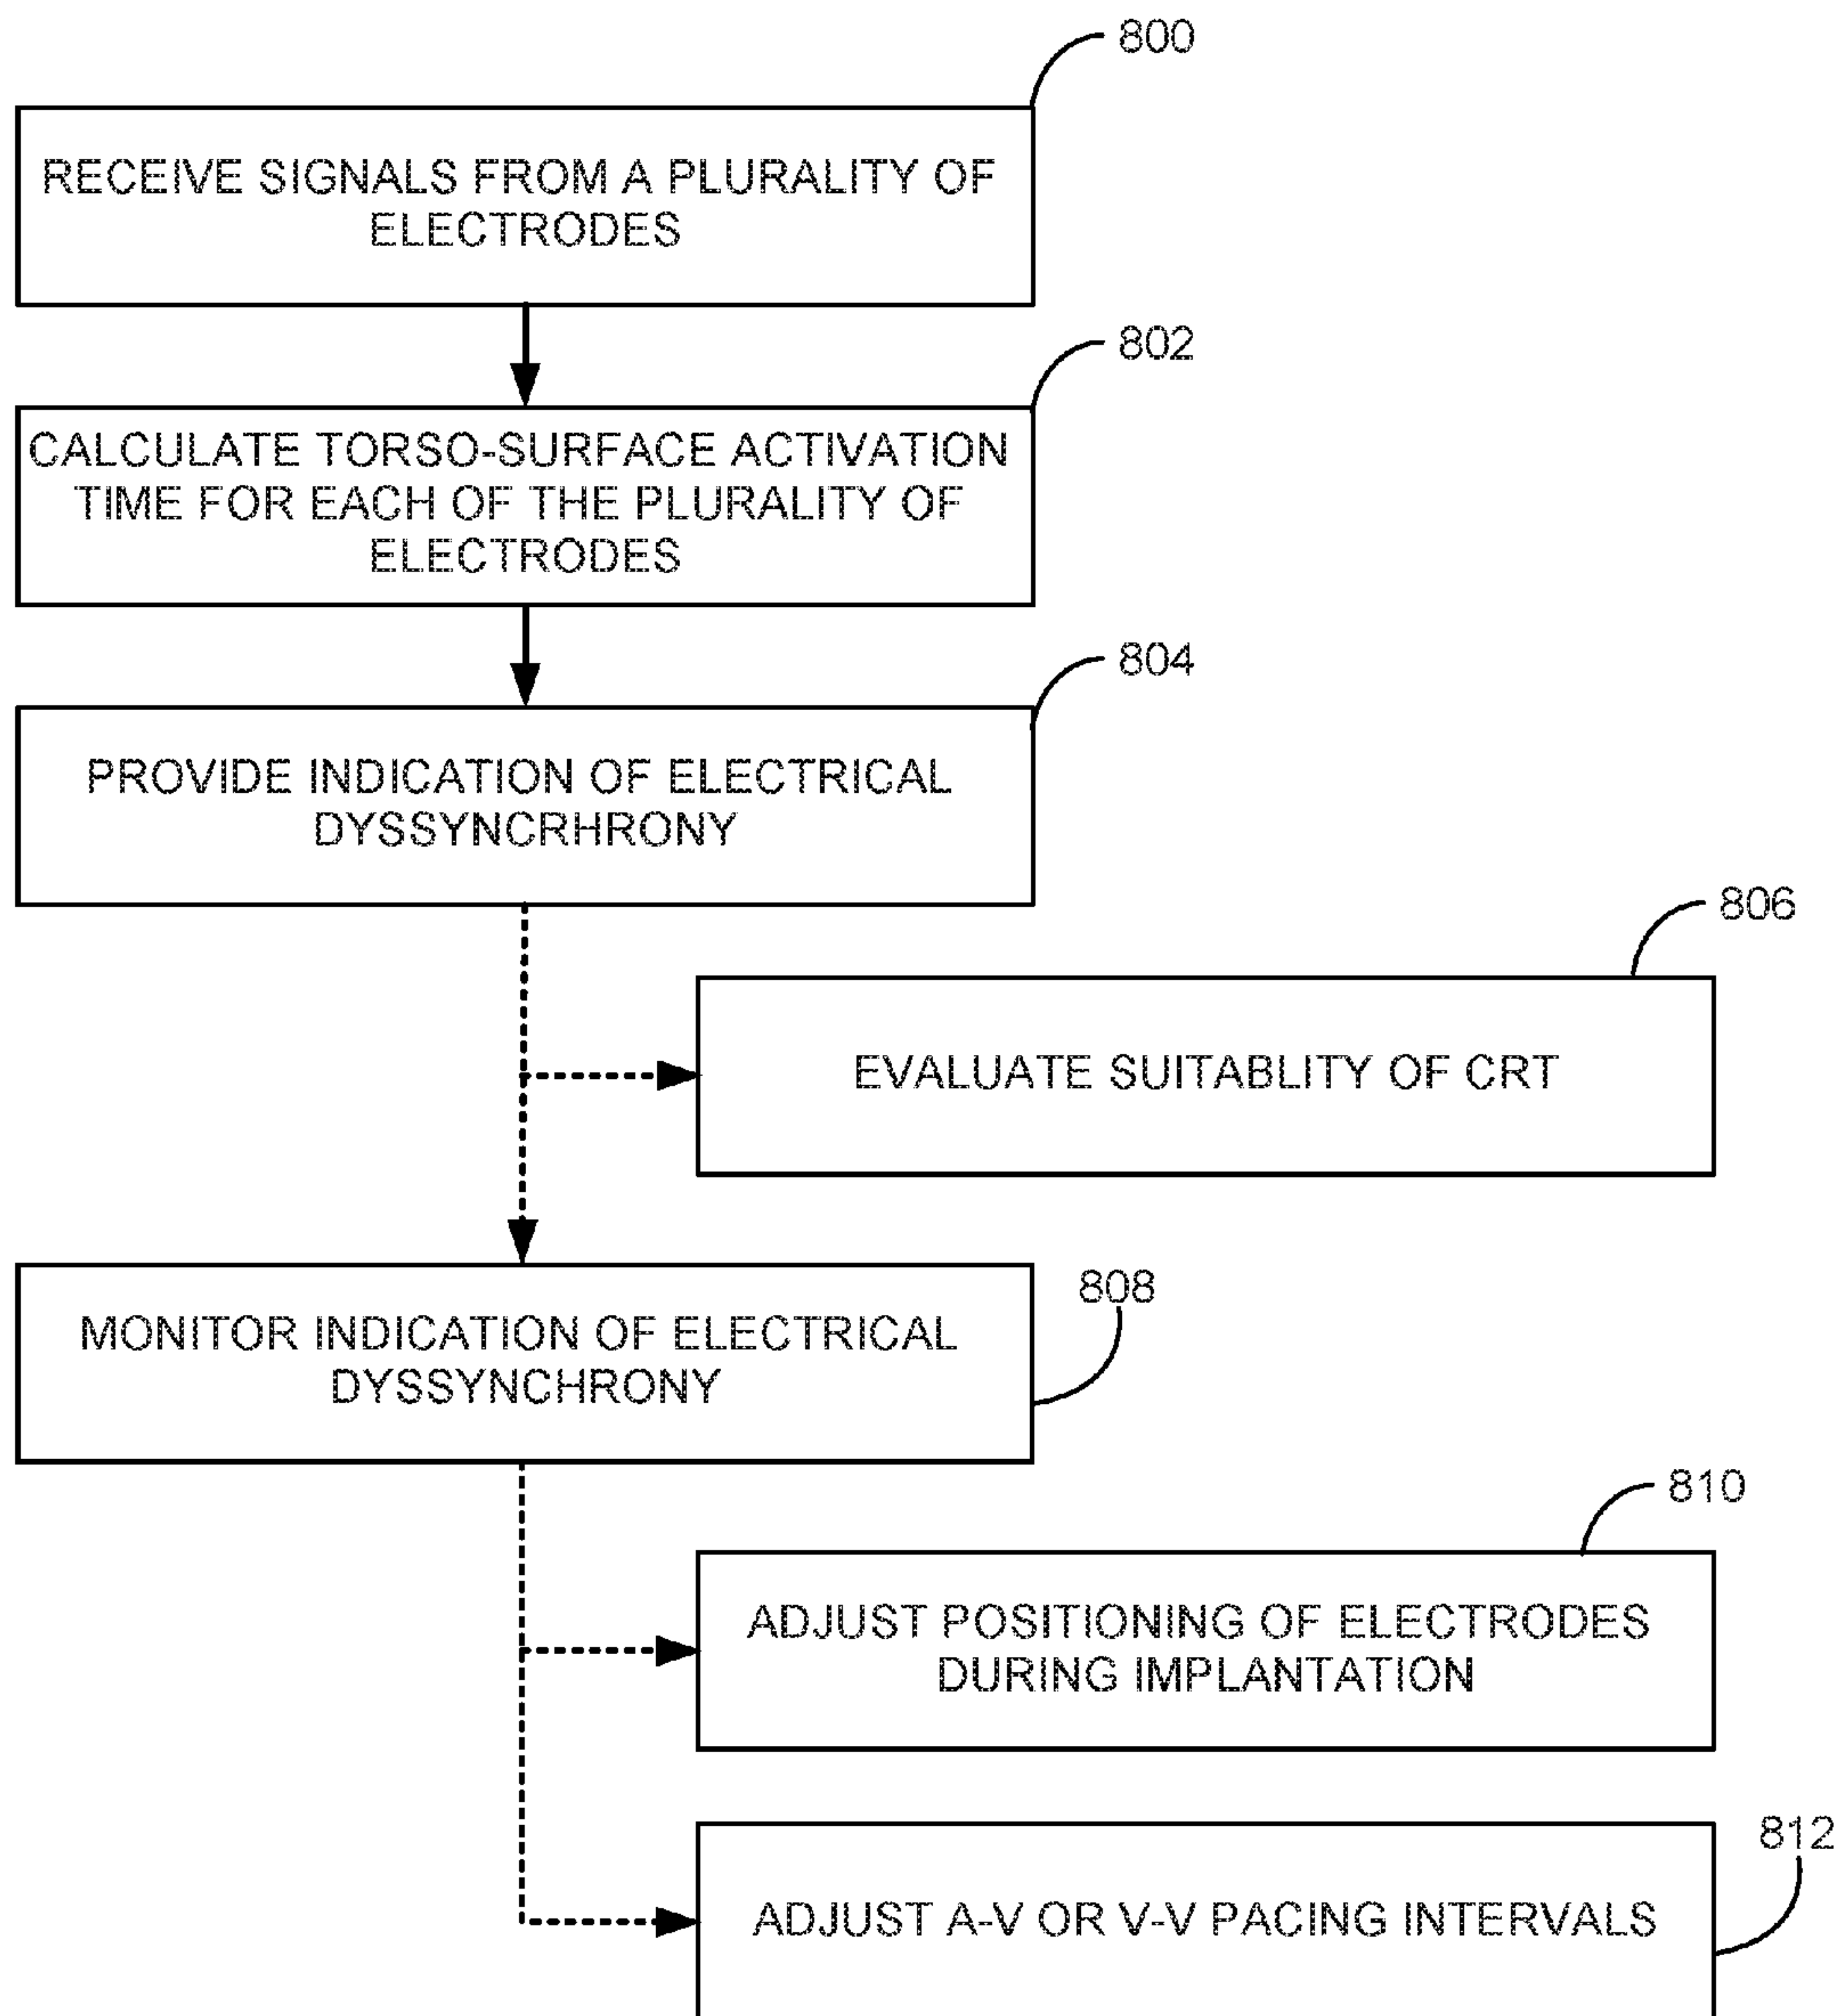 800
RECEIVE SIGNALS FROM A PLURALITY OF
ELECTRODES
802
CALCULATE TORSO-SURFACE ACTIVATION
TIME FOR EACH OF THE PLURALITY OF
ELECTRODES
804
PROVIDE INDICATION OF ELECTRICAL
DYSSYNCRHRONY
806
EVALUATE SUITABLITY OF CRT
808
MONITOR INDICATION OF ELECTRICAL
DYSSYNCHRONY
810
ADJUST POSITIONING OF ELECTRODES
DURING IMPLANTATION
812
ADJUST A-V OR V-V PACING INTERVALS